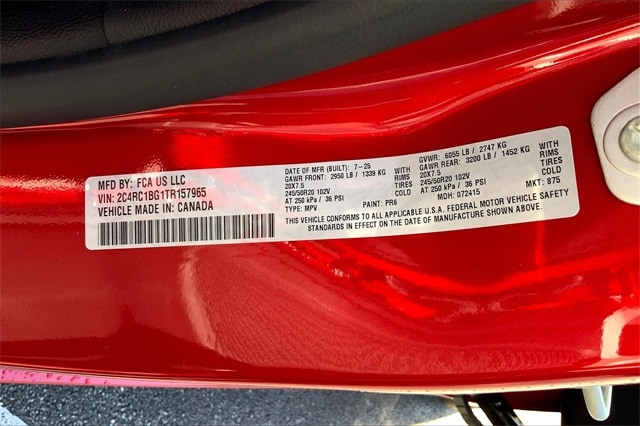 MFD BY: FCA US LLC
VIN: 2C4RC1BG1TR157965
VEHICLE MADE IN: CANADA
DATE OF MFR (BUILT): 7-25 GVWR: 6055 LB / 2747 KG
GAWR FRONT: 2950 LB / 1339 KG GAWR REAR: 3200 LB / 1452 KG
20X7.5 RIMS 20X7.5 RIMS
245/50R20 102V TIRES 245/50R20 102V TIRES
AT 250 kPa / 36 PSI COLD AT 250 kPa / 36 PSI COLD
TYPE: MPV PAINT: PR6 MDH: 072415 MKT: 875
THIS VEHICLE CONFORMS TO ALL APPLICABLE U.S.A. FEDERAL MOTOR VEHICLE SAFETY
STANDARDS IN EFFECT ON THE DATE OF MANUFACTURE SHOWN ABOVE.